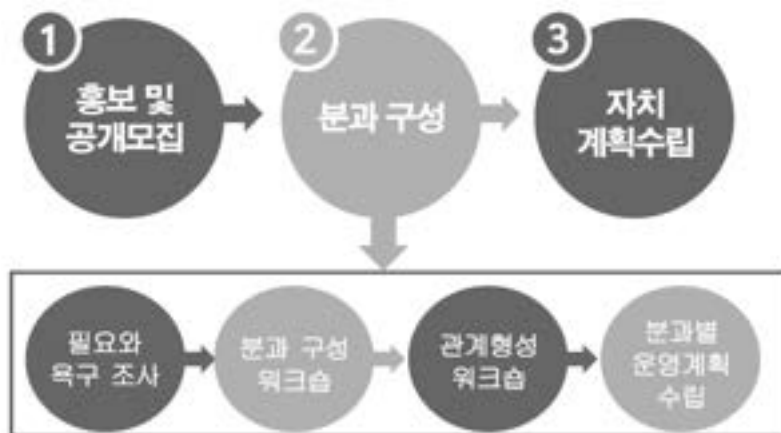 1
홍보 및
공개모집
2
분과 구성
3
자치
계획수립
필요와
욕구 조사
분과 구성
워크숍
관계형성
워크숍
분과별
운영계획
수립